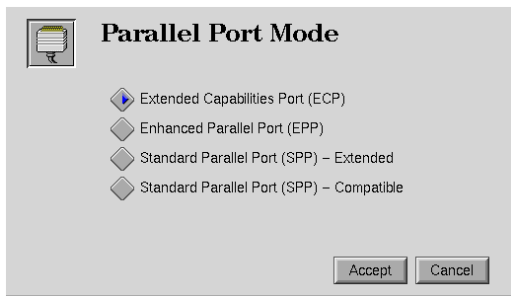 Parallel Port Mode
Extended Capabilities Port (ECP)
Enhanced Parallel Port (EPP)
Standard Parallel Port (SPP) – Extended
Standard Parallel Port (SPP) – Compatible
Accept Cancel